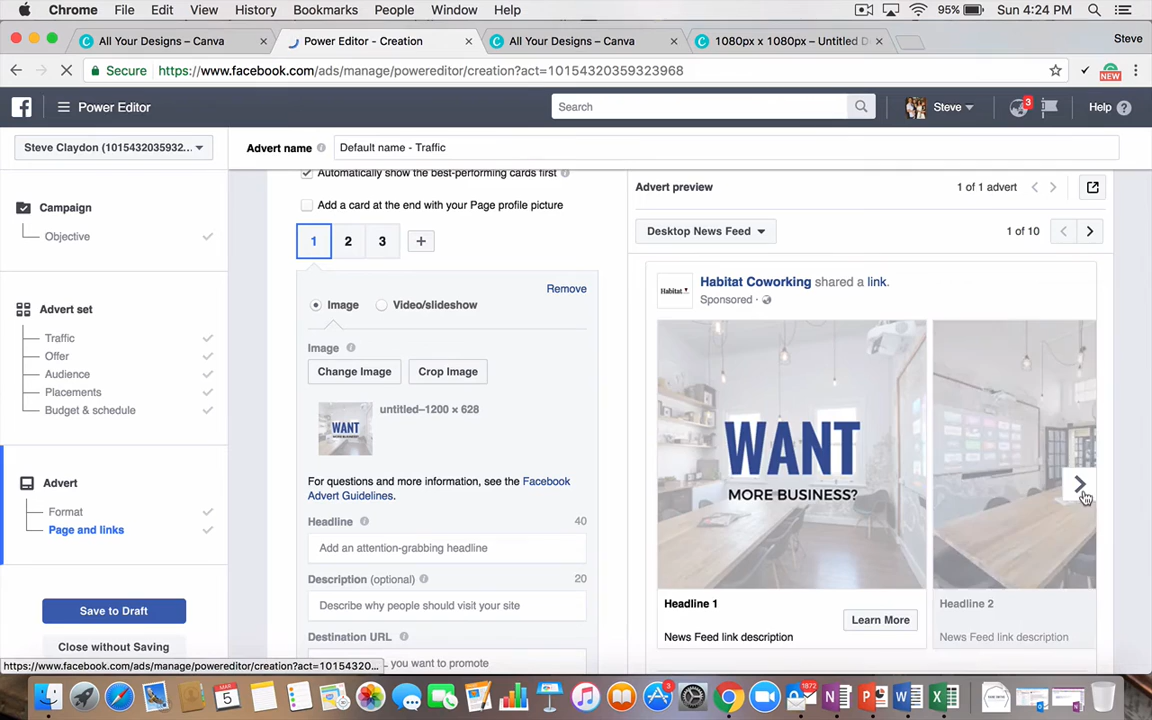 Chrome File Edit View History Bookmarks People Window Help 95% Sun 4:24 PM
All Your Designs – Canva Power Editor - Creation All Your Designs – Canva 1080px x 1080px – Untitled D Steve
Secure https://www.facebook.com/ads/manage/powereditor/creation?act=10154320359323968 NEW
Power Editor Search Steve 3 Help
Steve Claydon (1015432035932... Advert name Default name - Traffic
Automatically show the best-performing cards first Advert preview 1 of 1 advert
Campaign Add a card at the end with your Page profile picture
Objective 1 2 3 + Desktop News Feed 1 of 10
Remove Habitat Coworking shared a link.
Habitat Sponsored
Advert set Image Video/slideshow
Traffic Image
Offer Change Image Crop Image
Audience
Placements WANT MORE BUSINESS? untitled–1200 × 628
Budget & schedule
WANT
MORE BUSINESS?
Advert For questions and more information, see the Facebook
Advert Guidelines.
Format Headline 40
Page and links Add an attention-grabbing headline
Description (optional) 20
Save to Draft Describe why people should visit your site
Headline 1 Learn More Headline 2
Close without Saving Destination URL News Feed link description News Feed link description
https://www.facebook.com/ads/manage/powereditor/creation?act=10154320... you want to promote
MAR 5 3 1872